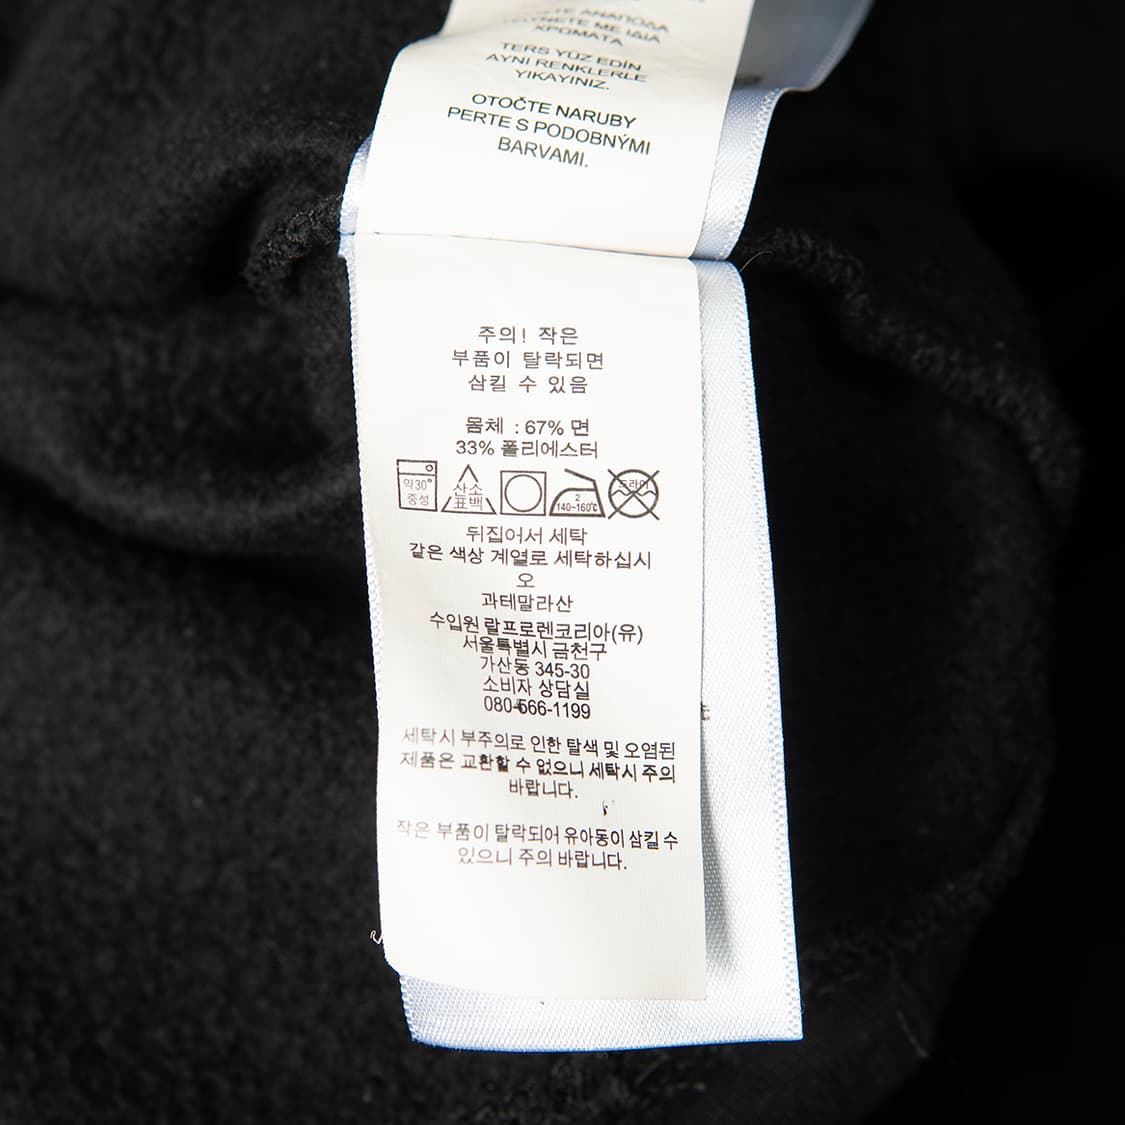 ΑΝΑΠΟΔΑ
ΠΛΥΝΕΤΕ ΜΕ ΙΔΙΑ
ΧΡΩΜΑΤΑ
TERS YÜZ EDİN
AYNI RENKLERLE
YIKAYINIZ.
OTOČTE NARUBY
PERTE S PODOBNÝMI
BARVAMI.
주의! 작은
부품이 탈락되면
삼킬 수 있음
몸체 : 67% 면
33% 폴리에스터
약30° 중성 산소 표백 2 140~160℃ 드라이
뒤집어서 세탁
같은 색상 계열로 세탁하십시
오
과테말라산
수입원 랄프로렌코리아(유)
서울특별시 금천구
가산동 345-30
소비자 상담실
080-566-1199
세탁시 부주의로 인한 탈색 및 오염된
제품은 교환할 수 없으니 세탁시 주의
바랍니다.
작은 부품이 탈락되어 유아동이 삼킬 수
있으니 주의 바랍니다.